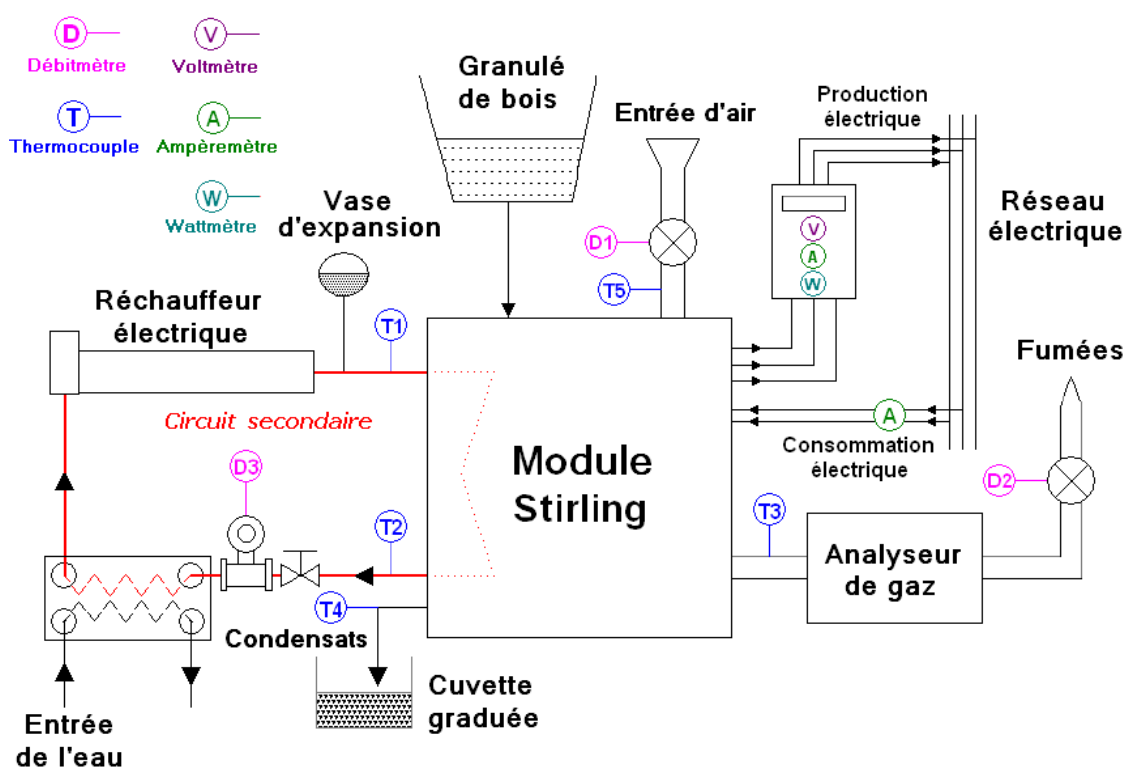 D
Débitmètre
V
Voltmètre
T
Thermocouple
A
Ampèremètre
W
Wattmètre
Granulé
de bois
Entrée d'air
Production
électrique
Vase
d'expansion
D1
V
A
W
Réseau
électrique
T5
Réchauffeur
électrique
T1
Fumées
Circuit secondaire
A
Consommation
électrique
Module
Stirling
D3
D2
T2
T3
Analyseur
de gaz
T4
Condensats
Cuvette
graduée
Entrée
de l'eau